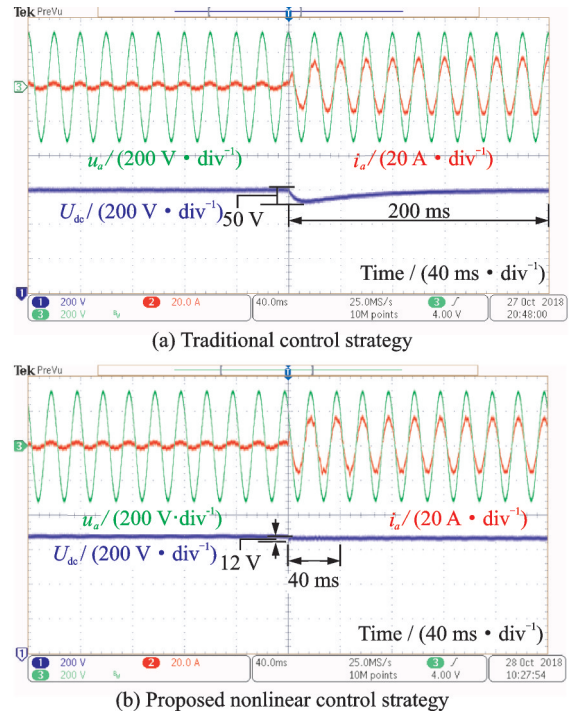 Tek PreVu
T
3
u_a / (200 V • div⁻¹)
i_a / (20 A • div⁻¹)
U_dc / (200 V • div⁻¹)
50 V
200 ms
Time / (40 ms • div⁻¹)
1
1 200 V 2 20.0 A 40.0ms 25.0MS/s 3 27 Oct 2018
3 200 V 10M points 4.00 V 20:48:00
(a) Traditional control strategy
Tek PreVu
3
u_a / (200 V·div⁻¹)
i_a / (20 A • div⁻¹)
U_dc / (200 V • div⁻¹)
12 V
40 ms
Time / (40 ms • div⁻¹)
1
1 200 V 2 20.0 A 40.0ms 25.0MS/s 3 28 Oct 2018
3 200 V 10M points 4.00 V 10:27:54
(b) Proposed nonlinear control strategy